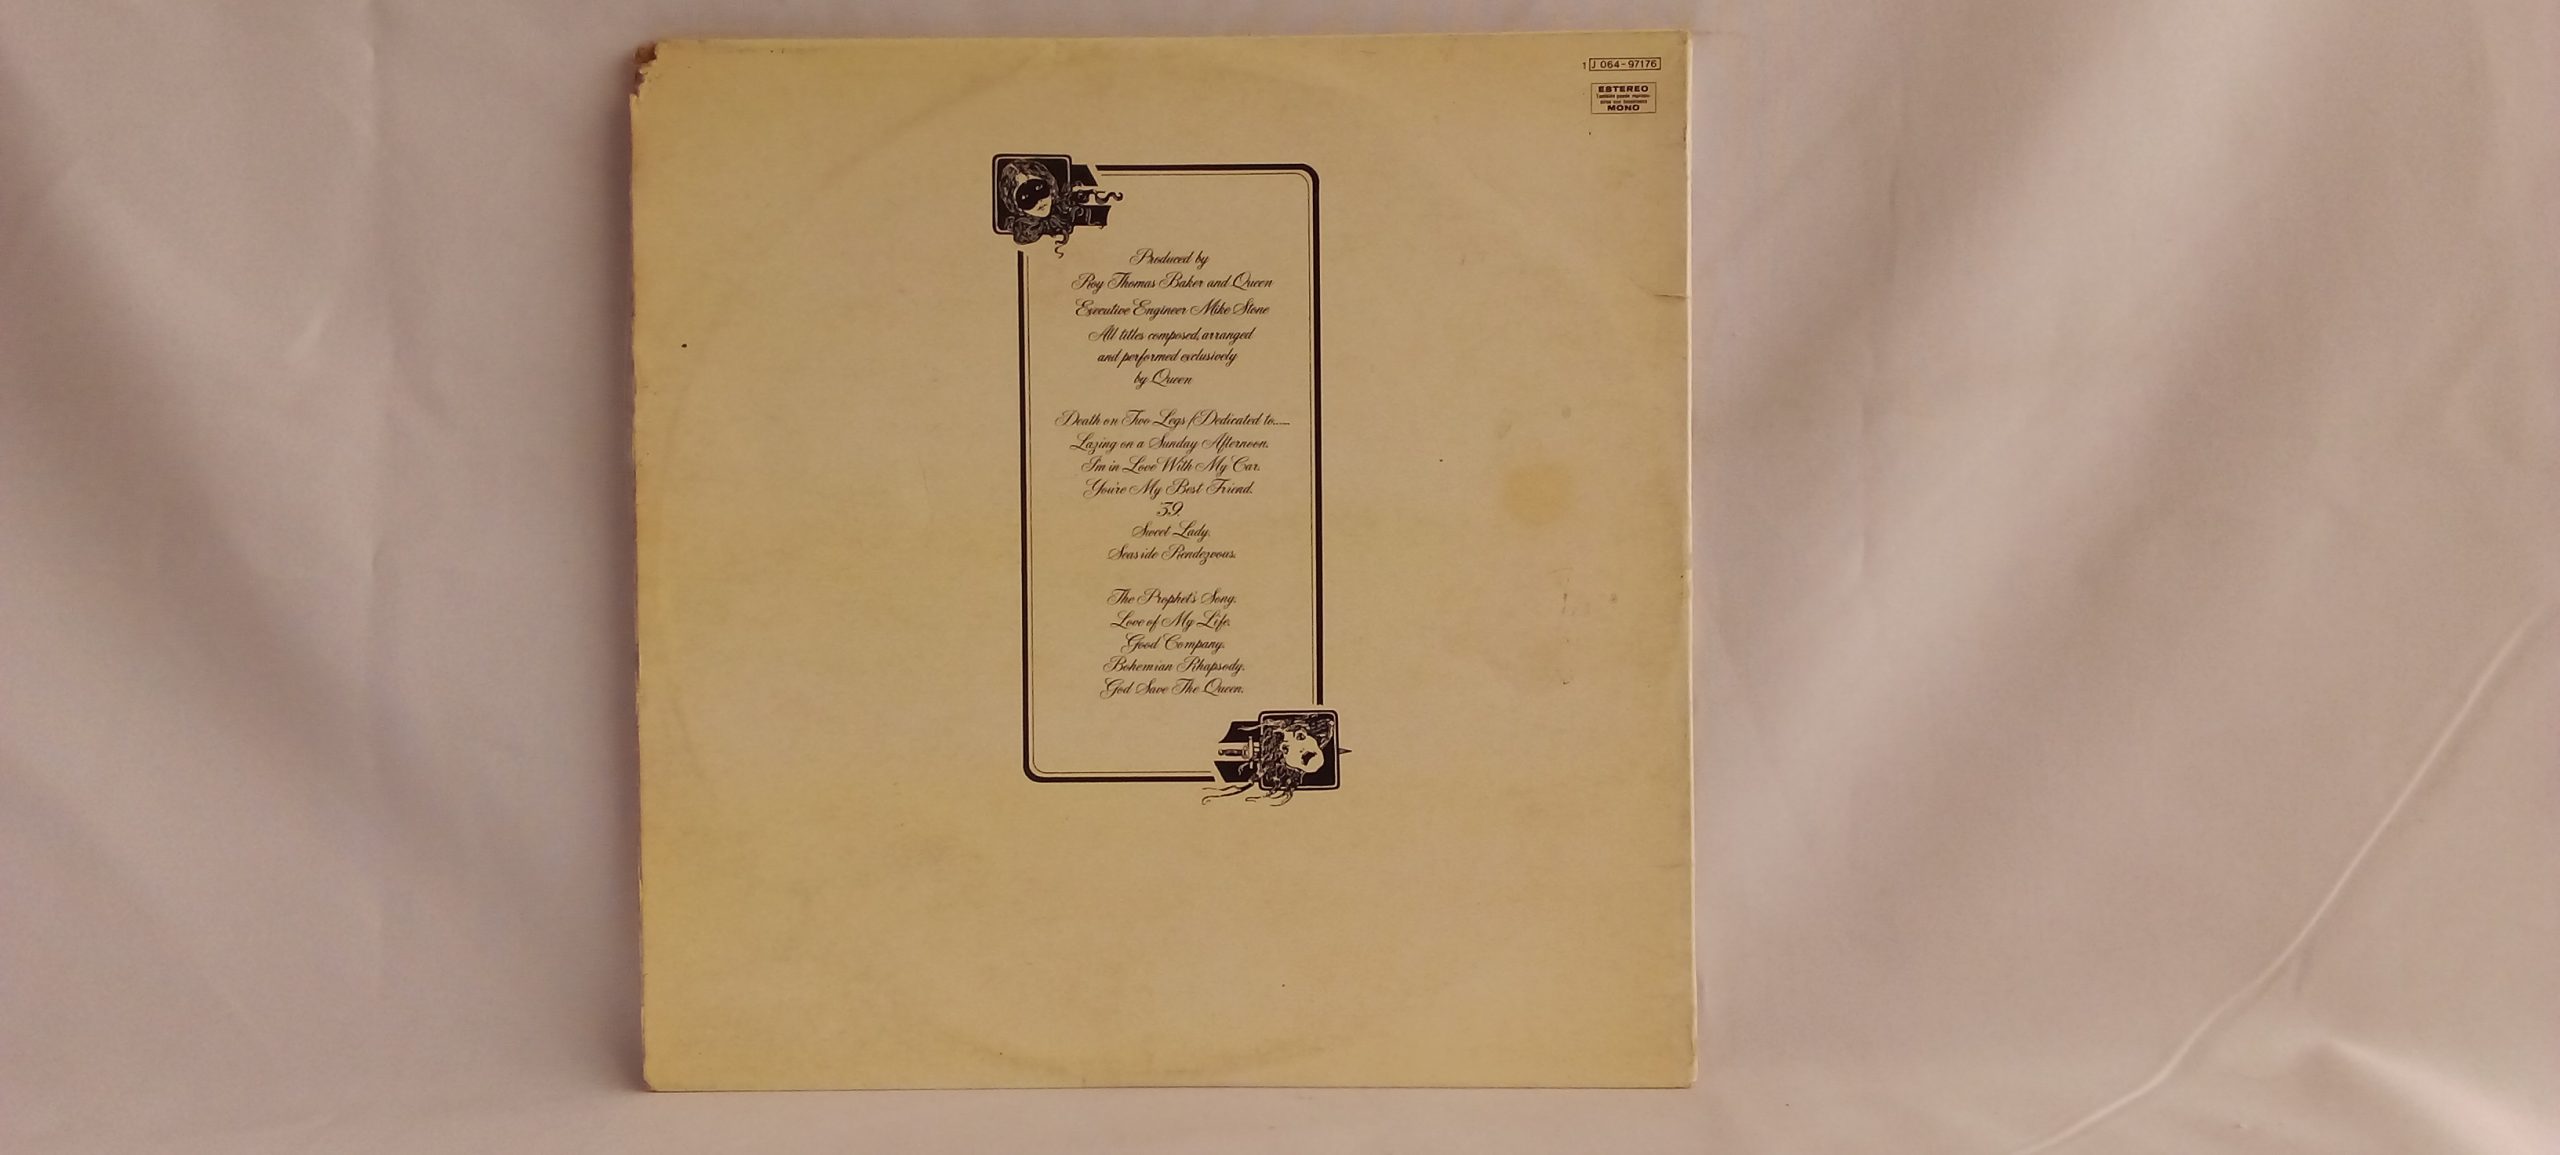 1 J 064-97176
ESTEREO
MONO
Produced by
Roy Thomas Baker and Queen
Executive Engineer Mike Stone
All titles composed, arranged
and performed exclusively
by Queen
Death on Two Legs (Dedicated to......
Lazing on a Sunday Afternoon.
I'm in Love With My Car.
You're My Best Friend.
'39.
Sweet Lady.
Seaside Rendezvous.
The Prophet's Song.
Love of My Life.
Good Company.
Bohemian Rhapsody.
God Save The Queen.